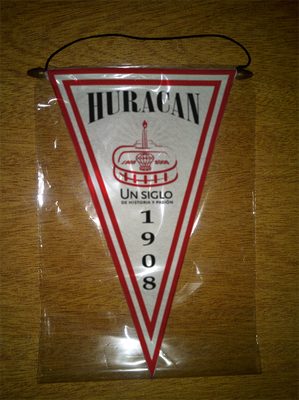 HURACAN
UN SIGLO
DE HISTORIA Y PASIÓN
1908